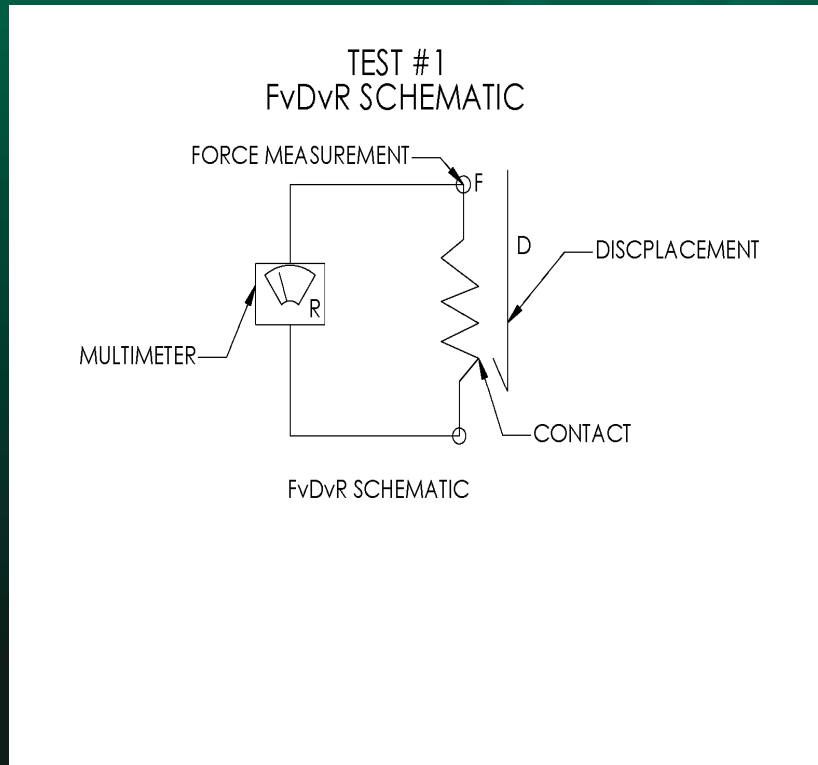 TEST #1
FvDvR SCHEMATIC
FORCE MEASUREMENT
F
D
DISCPLACEMENT
R
MULTIMETER
CONTACT
FvDvR SCHEMATIC